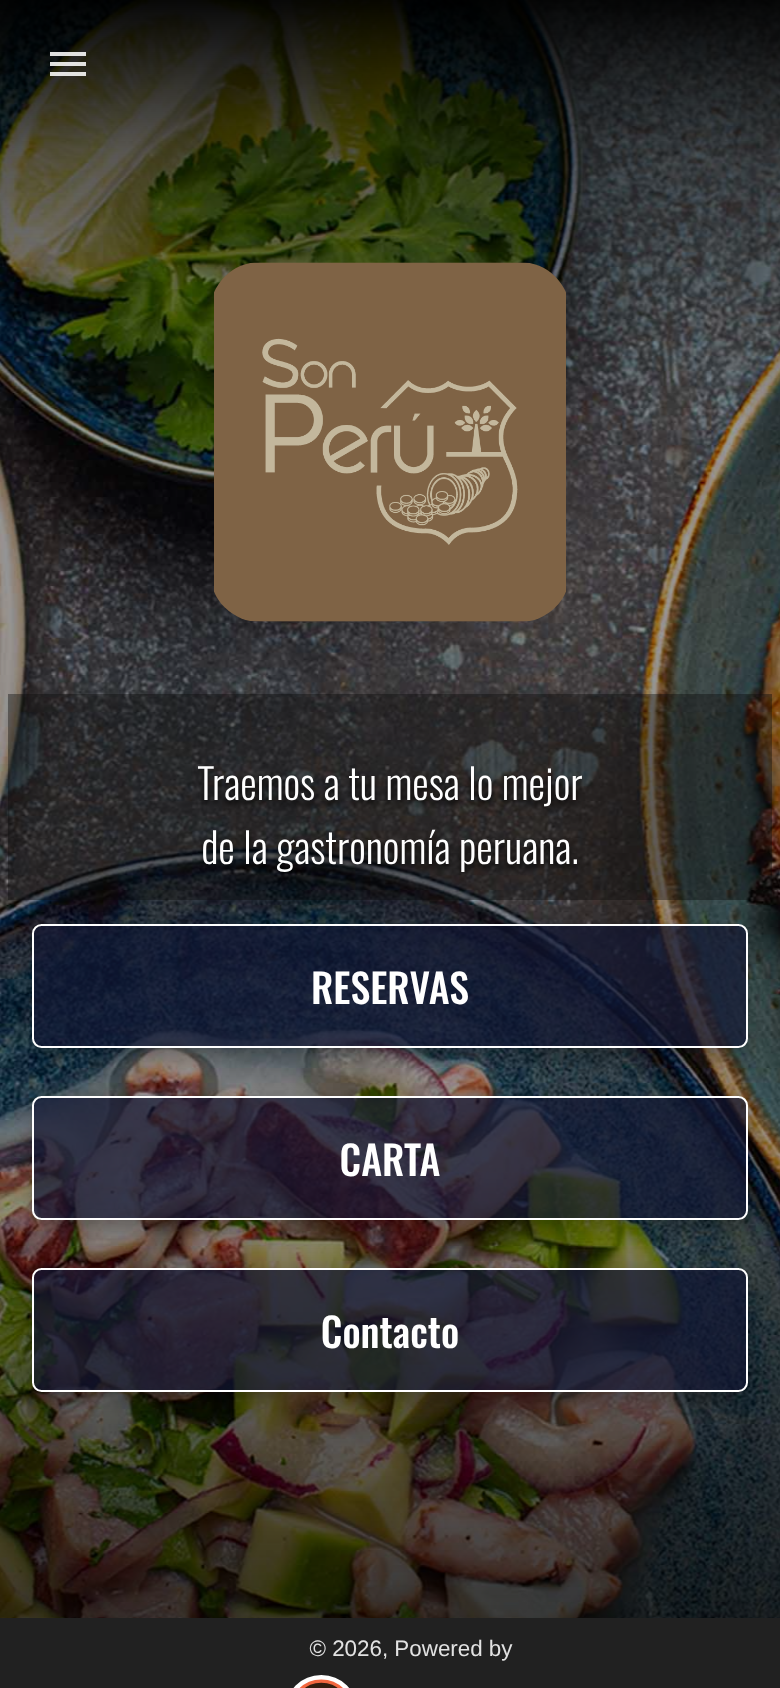 Son
Perú
Traemos a tu mesa lo mejor
de la gastronomía peruana.
RESERVAS
CARTA
Contacto
© 2026, Powered by